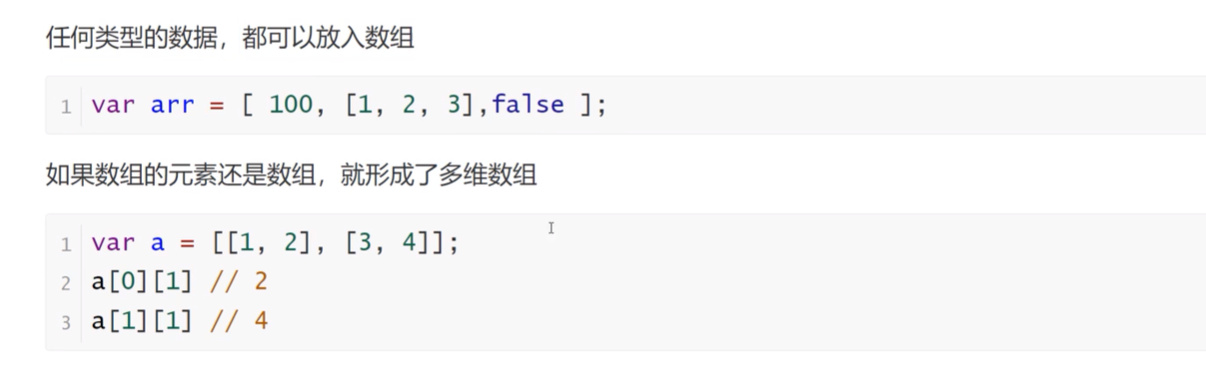 任何类型的数据，都可以放入数组
1 var arr = [ 100, [1, 2, 3],false ];
如果数组的元素还是数组，就形成了多维数组
1 var a = [[1, 2], [3, 4]];
2 a[0][1] // 2
3 a[1][1] // 4